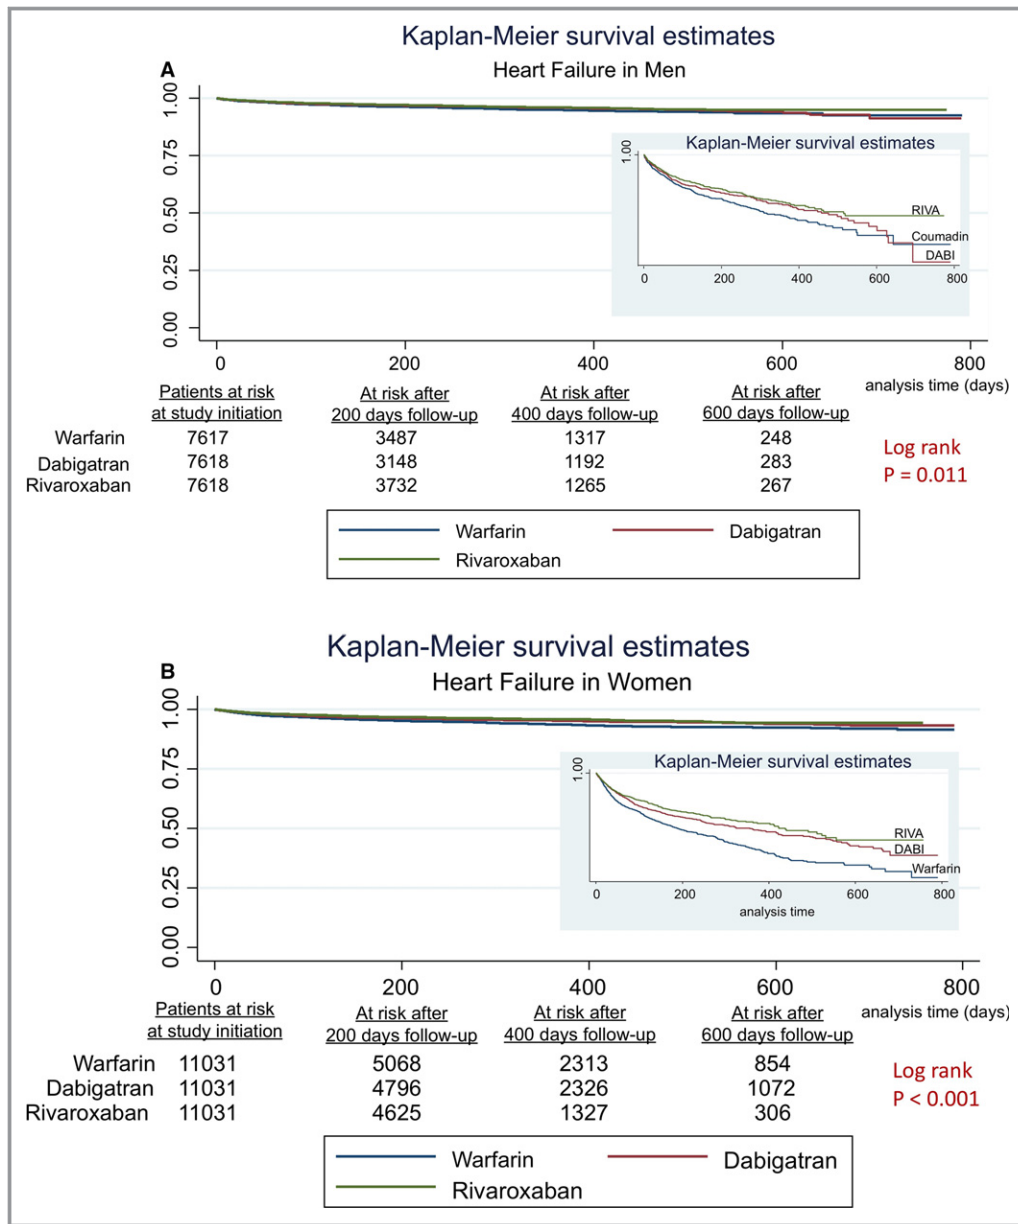 Kaplan-Meier survival estimates
A
Heart Failure in Men
1.00
0.75
0.50
0.25
0.00
Kaplan-Meier survival estimates
1.00
RIVA
Coumadin
DABI
0 200 400 600 800
0 200 400 600 800
analysis time (days)
Patients at risk at study initiation
At risk after 200 days follow-up
At risk after 400 days follow-up
At risk after 600 days follow-up
Warfarin 7617 3487 1317 248
Dabigatran 7618 3148 1192 283
Rivaroxaban 7618 3732 1265 267
Log rank
P = 0.011
Warfarin Dabigatran
Rivaroxaban
Kaplan-Meier survival estimates
B
Heart Failure in Women
1.00
0.75
0.50
0.25
0.00
Kaplan-Meier survival estimates
1.00
RIVA
DABI
Warfarin
0 200 400 600 800
analysis time
0 200 400 600 800
analysis time (days)
Patients at risk at study initiation
At risk after 200 days follow-up
At risk after 400 days follow-up
At risk after 600 days follow-up
Warfarin 11031 5068 2313 854
Dabigatran 11031 4796 2326 1072
Rivaroxaban 11031 4625 1327 306
Log rank
P < 0.001
Warfarin Dabigatran
Rivaroxaban